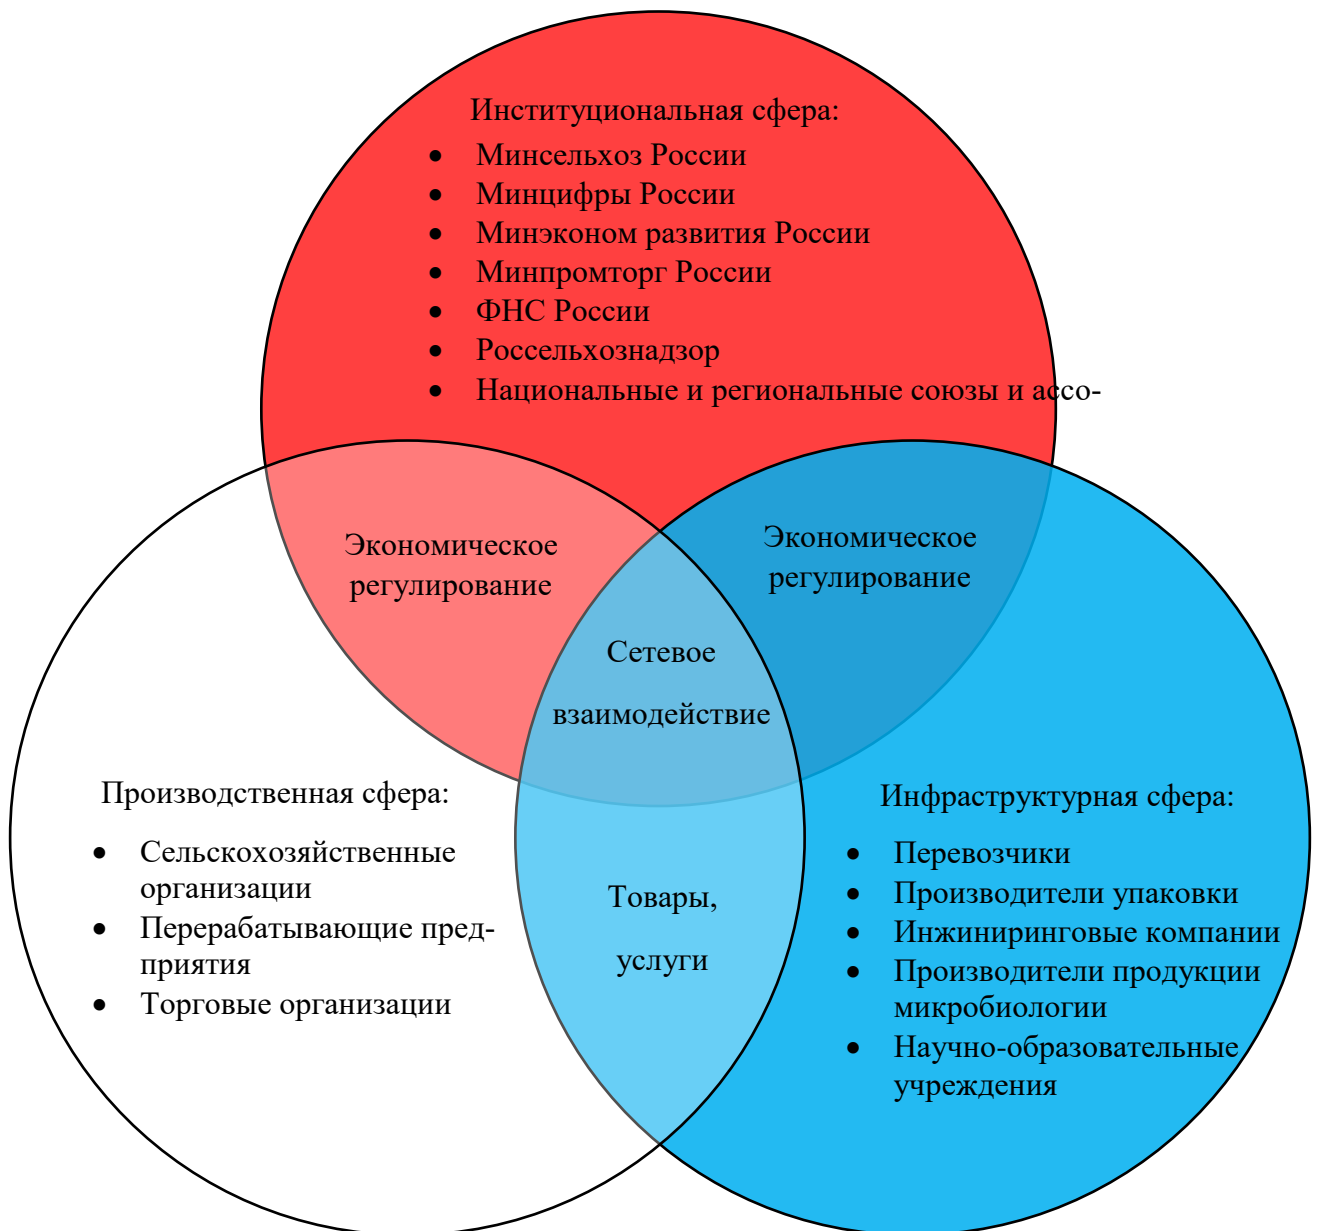 Институциональная сфера:
Минсельхоз России
Минцифры России
Минэконом развития России
Минпромторг России
ФНС России
Россельхознадзор
Национальные и региональные союзы и ассо-
Экономическое
регулирование
Экономическое
регулирование
Сетевое
взаимодействие
Производственная сфера:
Сельскохозяйственные
организации
Перерабатывающие пред-
приятия
Торговые организации
Товары,
услуги
Инфраструктурная сфера:
Перевозчики
Производители упаковки
Инжиниринговые компании
Производители продукции
микробиологии
Научно-образовательные
учреждения